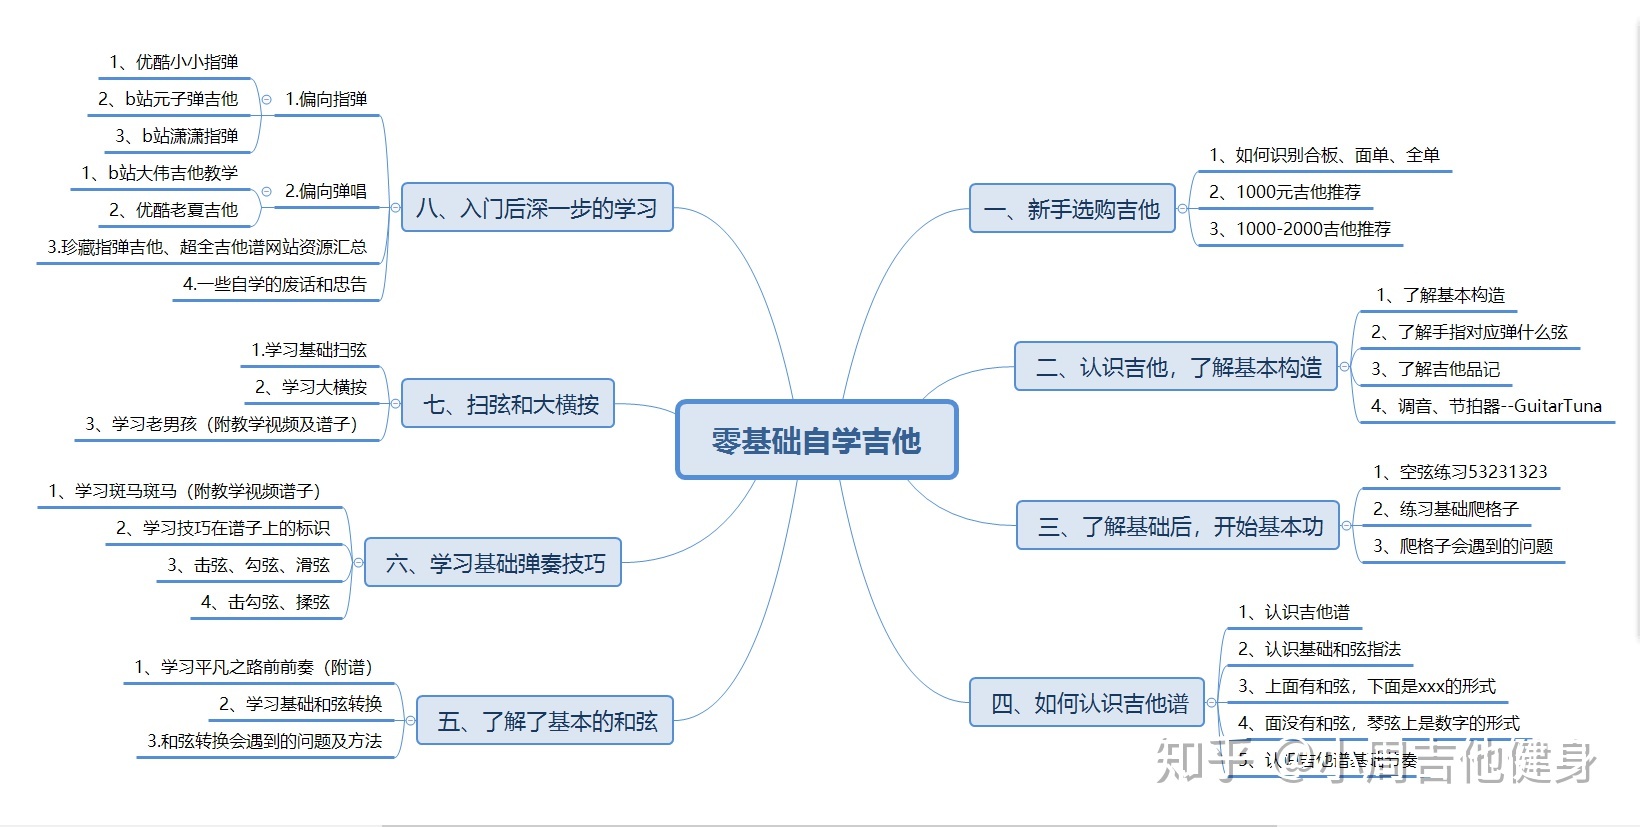 零基础自学吉他
一、新手选购吉他
1、如何识别合板、面单、全单
2、1000元吉他推荐
3、1000-2000吉他推荐
二、认识吉他，了解基本构造
1、了解基本构造
2、了解手指对应弹什么弦
3、了解吉他品记
4、调音、节拍器--GuitarTuna
三、了解基础后，开始基本功
1、空弦练习53231323
2、练习基础爬格子
3、爬格子会遇到的问题
四、如何认识吉他谱
1、认识吉他谱
2、认识基础和弦指法
3、上面有和弦，下面是xxx的形式
4、面没有和弦，琴弦上是数字的形式
5、认识吉他谱基础节奏
五、了解了基本的和弦
1、学习平凡之路前前奏（附谱）
2、学习基础和弦转换
3.和弦转换会遇到的问题及方法
六、学习基础弹奏技巧
1、学习斑马斑马（附教学视频谱子）
2、学习技巧在谱子上的标识
3、击弦、勾弦、滑弦
4、击勾弦、揉弦
七、扫弦和大横按
1.学习基础扫弦
2、学习大横按
3、学习老男孩（附教学视频及谱子）
八、入门后深一步的学习
1.偏向指弹
1、优酷小小指弹
2、b站元子弹吉他
3、b站潇潇指弹
2.偏向弹唱
1、b站大伟吉他教学
2、优酷老夏吉他
3.珍藏指弹吉他、超全吉他谱网站资源汇总
4.一些自学的废话和忠告
知乎 @小周吉他健身